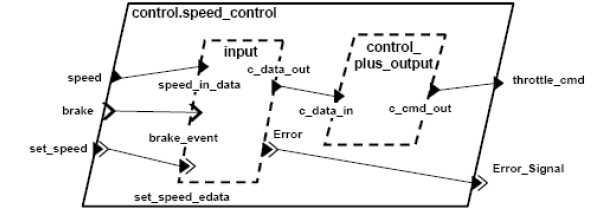 control.speed_control
input
control_
plus_output
speed
speed_in_data
c_data_out
throttle_cmd
brake
c_data_in
c_cmd_out
brake_event
Error
set_speed
Error_Signal
set_speed_edata